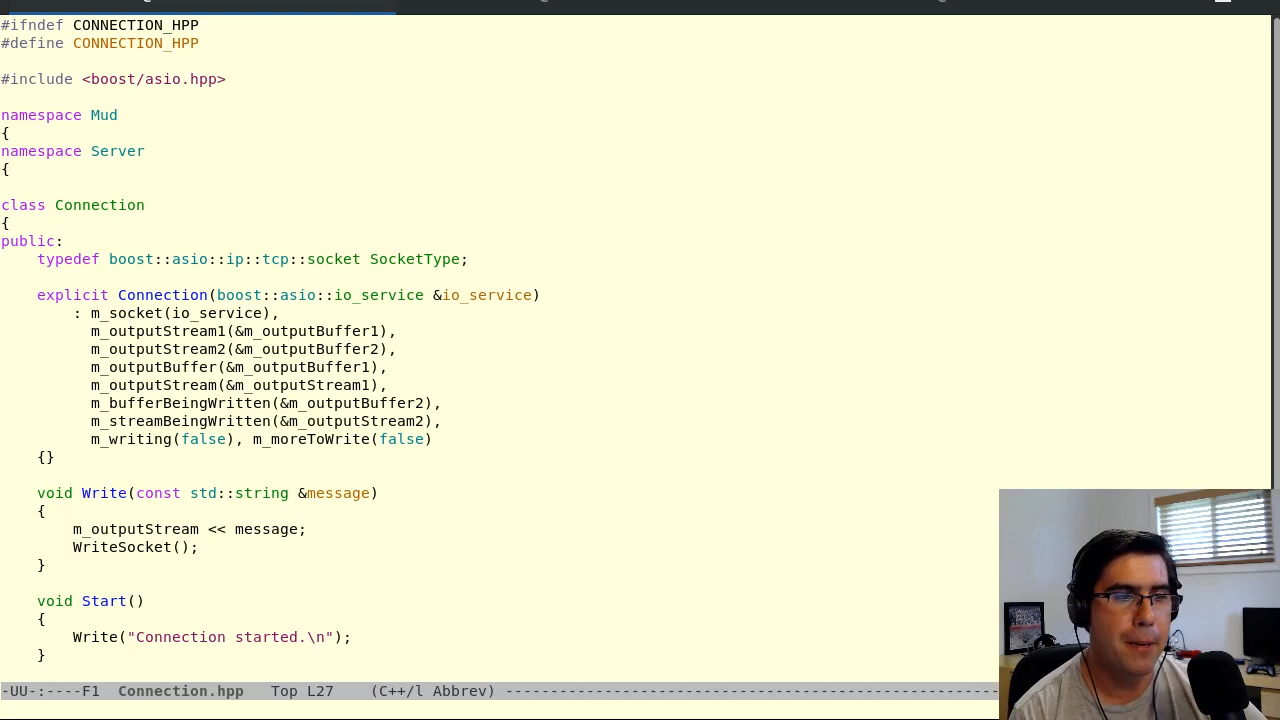 #ifndef CONNECTION_HPP
#define CONNECTION_HPP
#include <boost/asio.hpp>
namespace Mud
{
namespace Server
{
class Connection
{
public:
    typedef boost::asio::ip::tcp::socket SocketType;
    explicit Connection(boost::asio::io_service &io_service)
        : m_socket(io_service),
          m_outputStream1(&m_outputBuffer1),
          m_outputStream2(&m_outputBuffer2),
          m_outputBuffer(&m_outputBuffer1),
          m_outputStream(&m_outputStream1),
          m_bufferBeingWritten(&m_outputBuffer2),
          m_streamBeingWritten(&m_outputStream2),
          m_writing(false), m_moreToWrite(false)
    {}
    void Write(const std::string &message)
    {
        m_outputStream << message;
        WriteSocket();
    }
    void Start()
    {
        Write("Connection started.\n");
    }
-UU-:----F1  Connection.hpp   Top L27    (C++/l Abbrev) -------------------------------------------------------